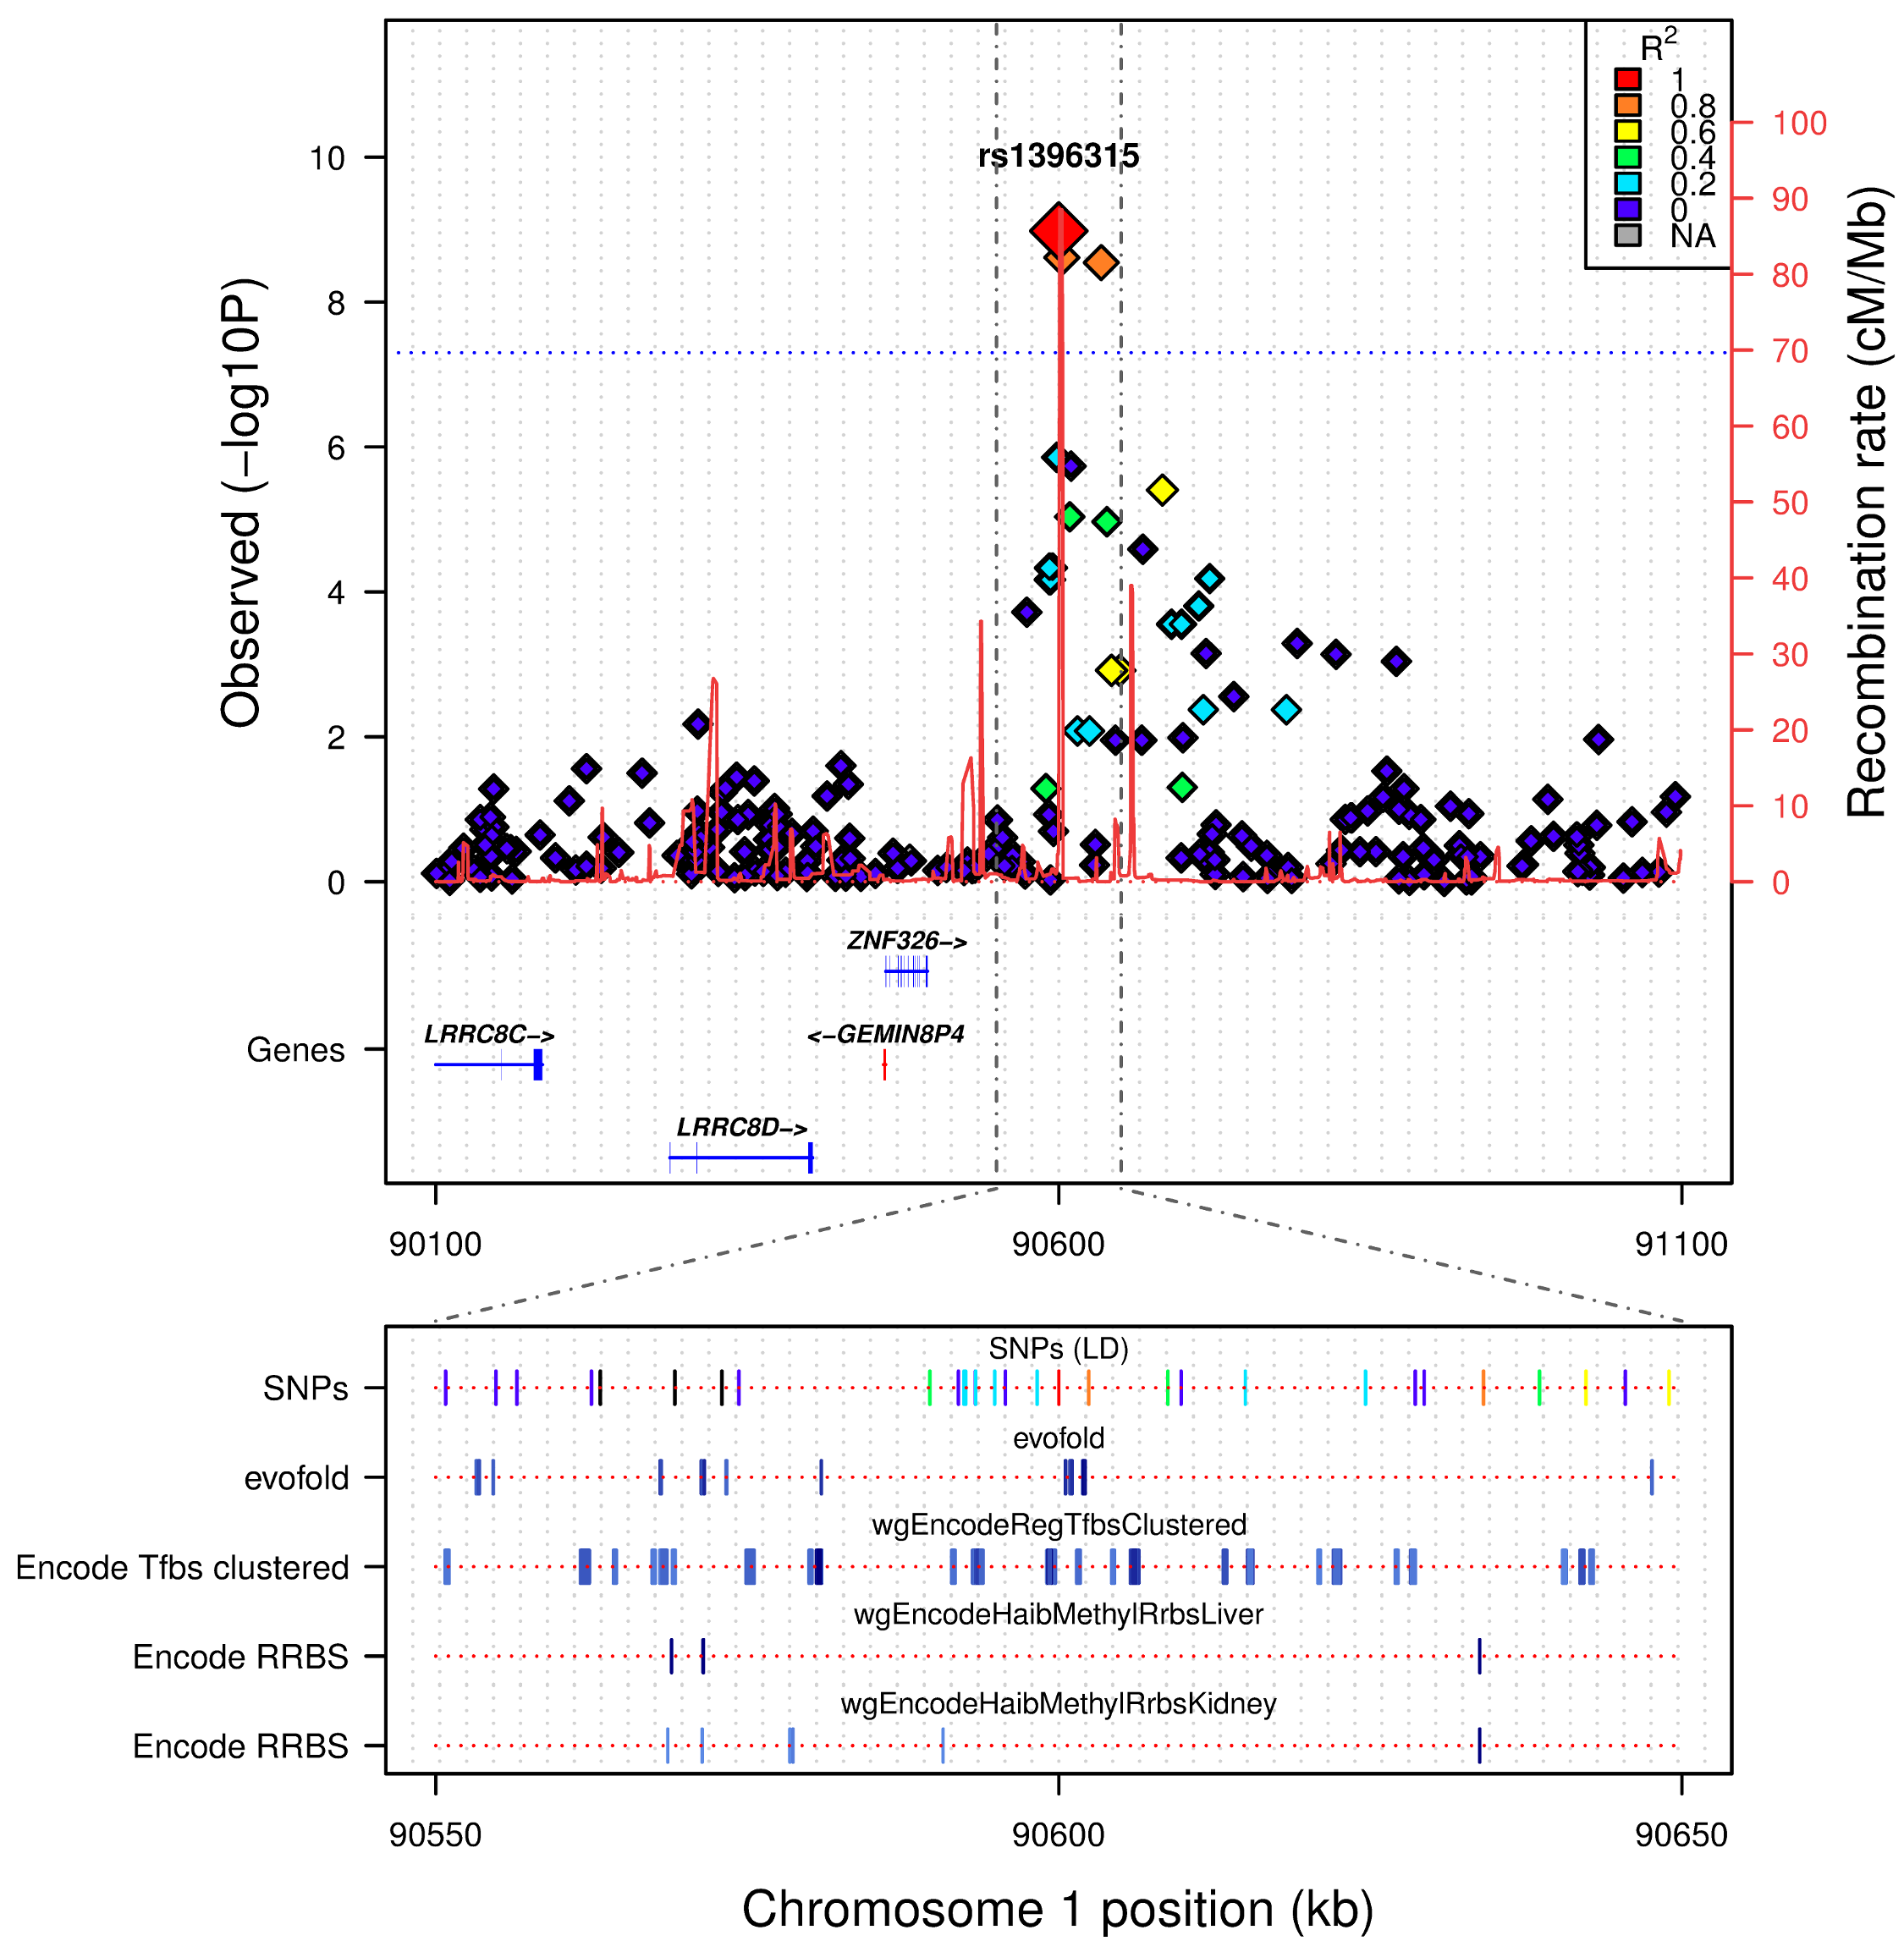 R2
1
0.8
0.6
0.4
0.2
0
NA
rs1396315
10
8
6
4
2
0
Observed (−log10P)
100
90
80
70
60
50
40
30
20
10
0
Recombination rate (cM/Mb)
ZNF326−>
LRRC8C−>
<−GEMIN8P4
Genes
LRRC8D−>
90100
90600
91100
SNPs (LD)
SNPs
evofold
evofold
wgEncodeRegTfbsClustered
Encode Tfbs clustered
wgEncodeHaibMethylRrbsLiver
Encode RRBS
wgEncodeHaibMethylRrbsKidney
Encode RRBS
90550
90600
90650
Chromosome 1 position (kb)